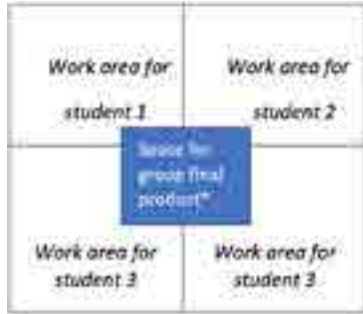 Work area for
student 1
Work area for
student 2
Space for
group final
product*
Work area for
student 3
Work area for
student 3